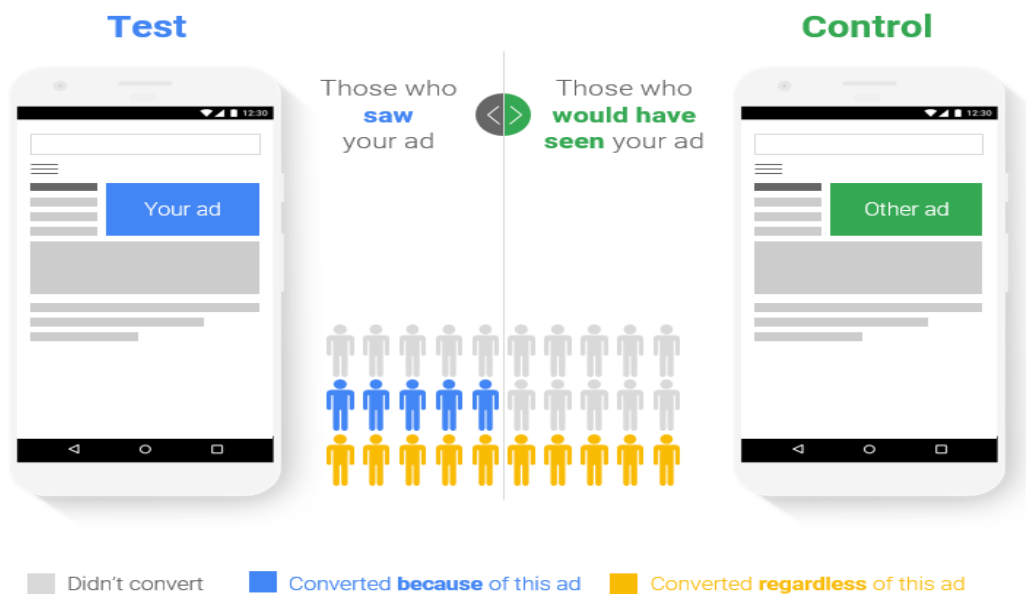 Test
Control
Those who
saw
your ad
Those who
would have
seen your ad
12:30
Your ad
12:30
Other ad
Didn't convert
Converted because of this ad
Converted regardless of this ad